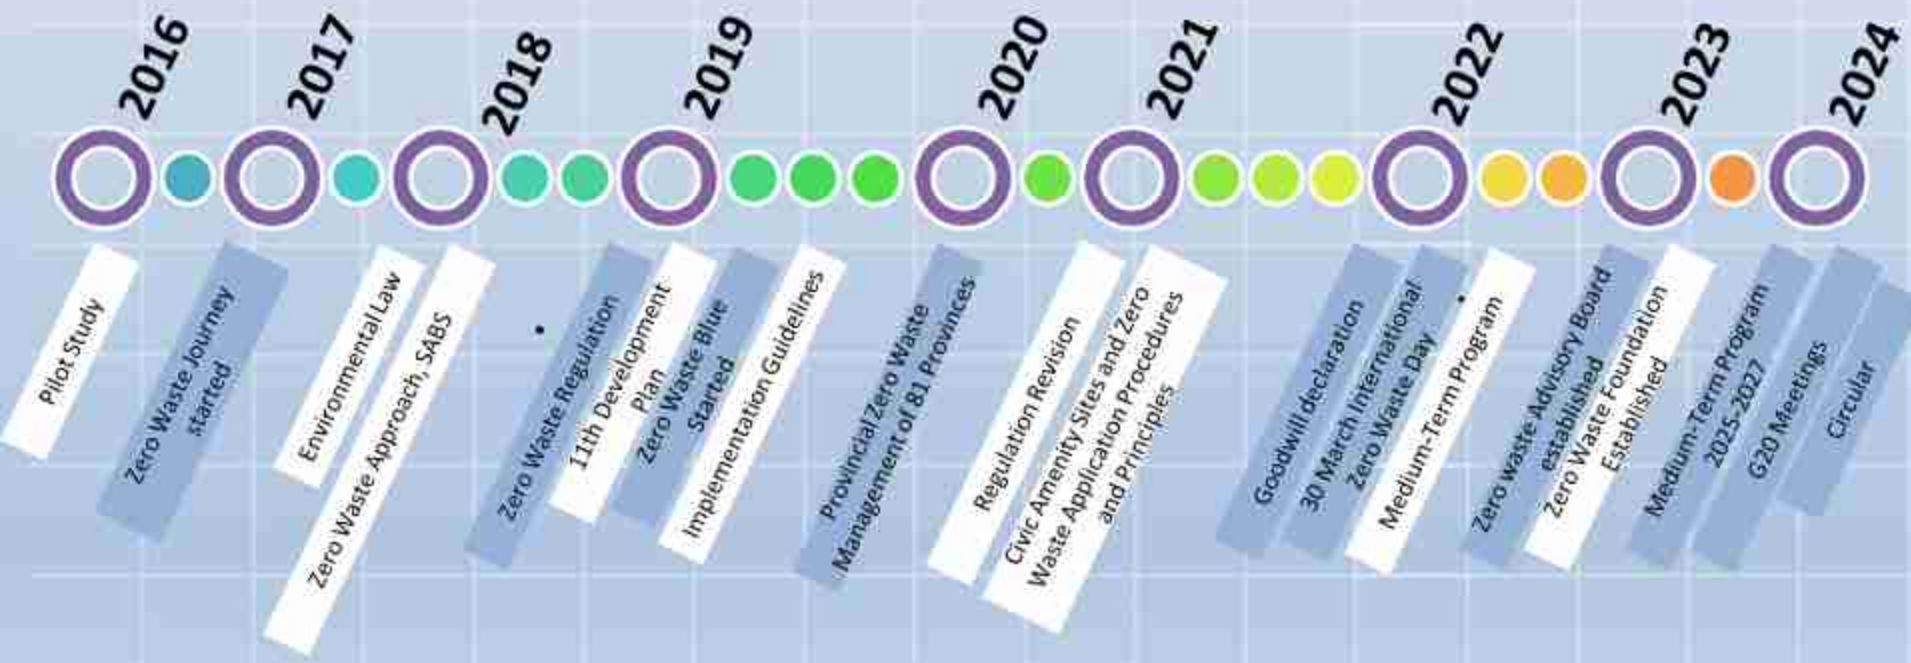 2016
2017
2018
2019
2020
2021
2022
2023
2024
Pilot Study
Zero Waste Journey
started
Environmental Law
Zero Waste Approach, SABS
Zero Waste Regulation
11th Development
Plan
Zero Waste Blue
Started
Implementation Guidelines
Provincial Zero Waste
Management of 81 Provinces
Regulation Revision
Civic Amenity Sites and Zero
Waste Application Procedures
and Principles
Goodwill declaration
30 March International
Zero Waste Day
Medium-Term Program
Zero waste Advisory Board
established
Zero Waste Foundation
Established
Medium-Term Program
2025-2027
G20 Meetings
Circular